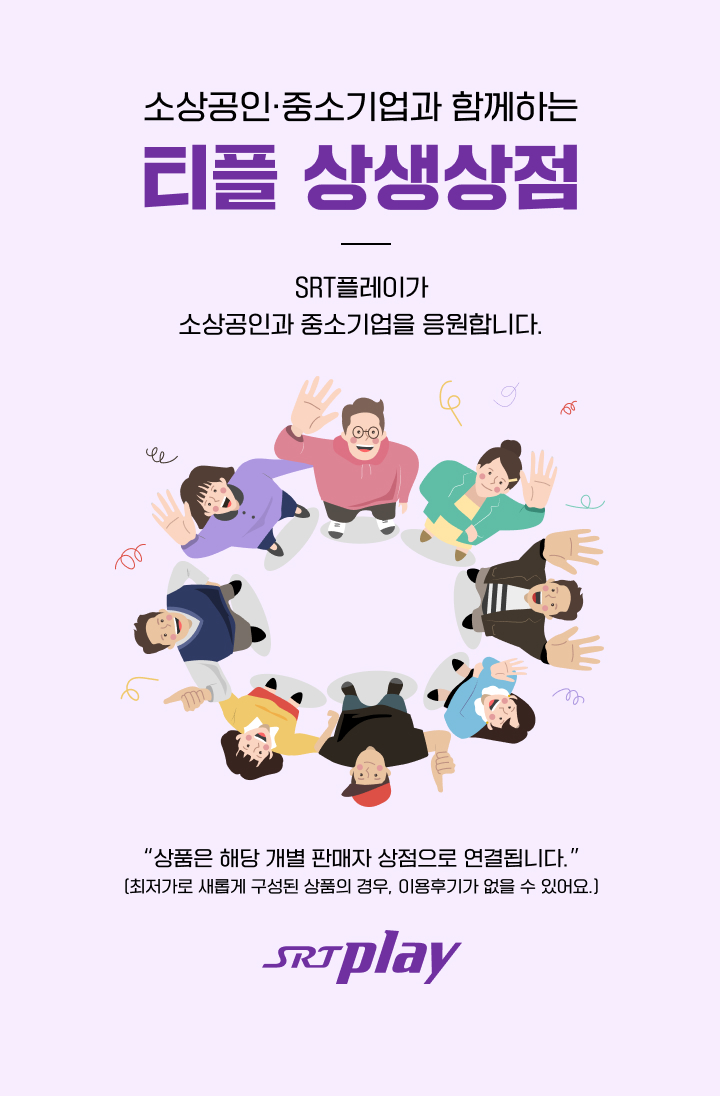 소상공인·중소기업과 함께하는
티플 상생상점
SRT플레이가
소상공인과 중소기업을 응원합니다.
“상품은 해당 개별 판매자 상점으로 연결됩니다.”
(최저가로 새롭게 구성된 상품의 경우, 이용후기가 없을 수 있어요.)
SRT play